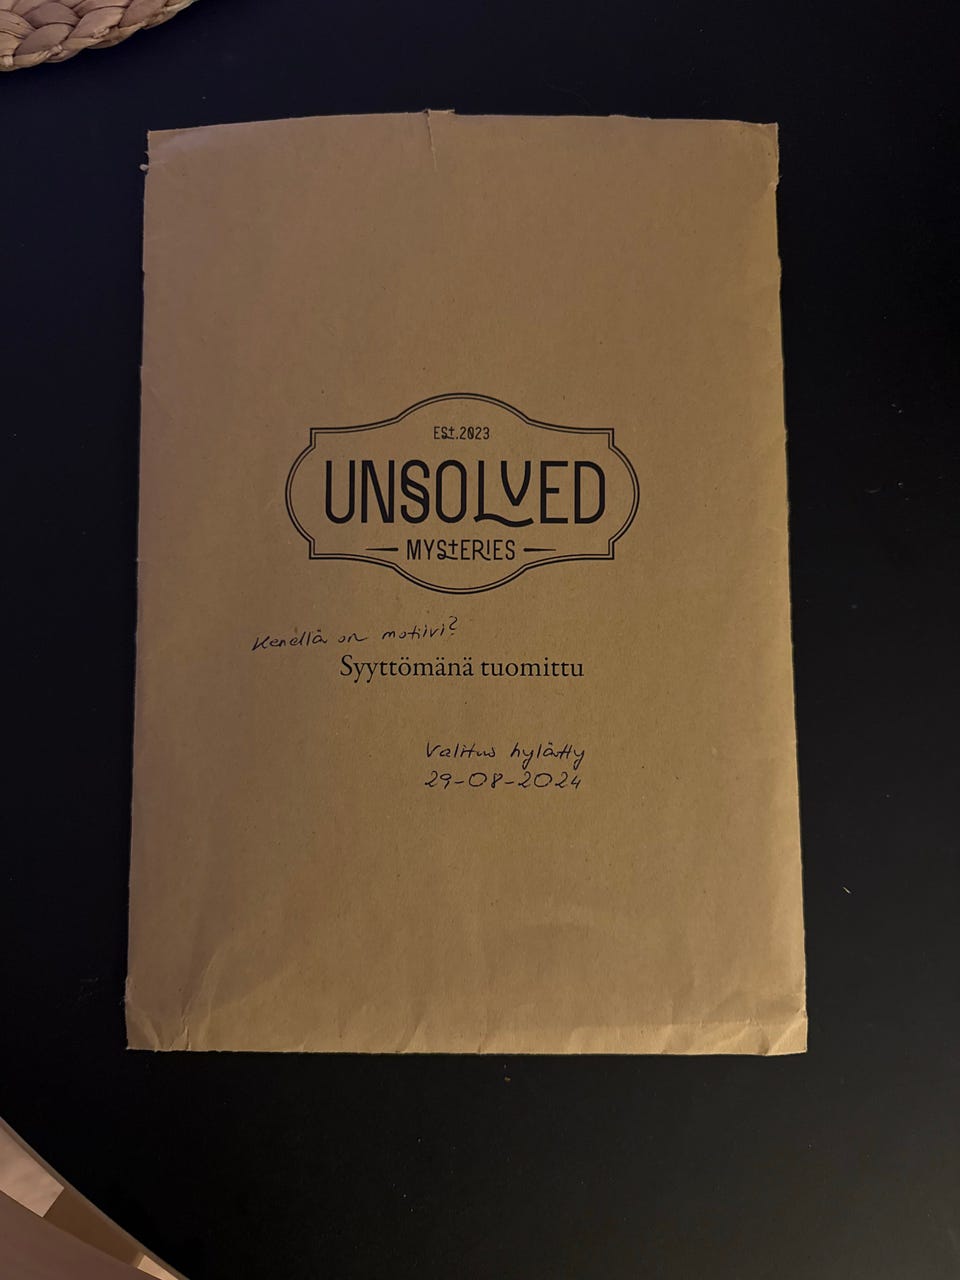 Est.2023
UNSOLVED
MYStERIES
Kenellä on motiivi?
Syyttömänä tuomittu
Valitus hylätty
29-08-2024